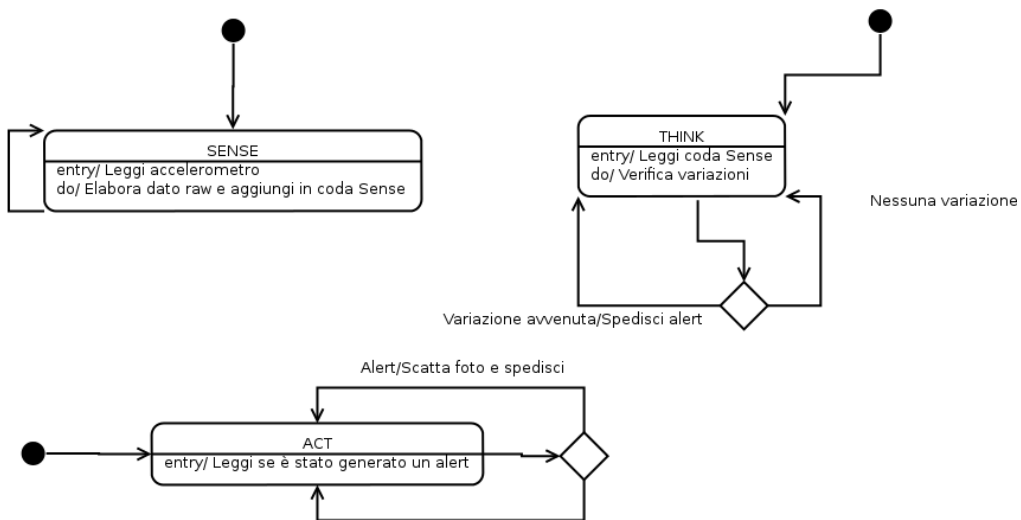 SENSE
entry/ Leggi accelerometro
do/ Elabora dato raw e aggiungi in coda Sense
THINK
entry/ Leggi coda Sense
do/ Verifica variazioni
Nessuna variazione
Variazione avvenuta/Spedisci alert
Alert/Scatta foto e spedisci
ACT
entry/ Leggi se è stato generato un alert